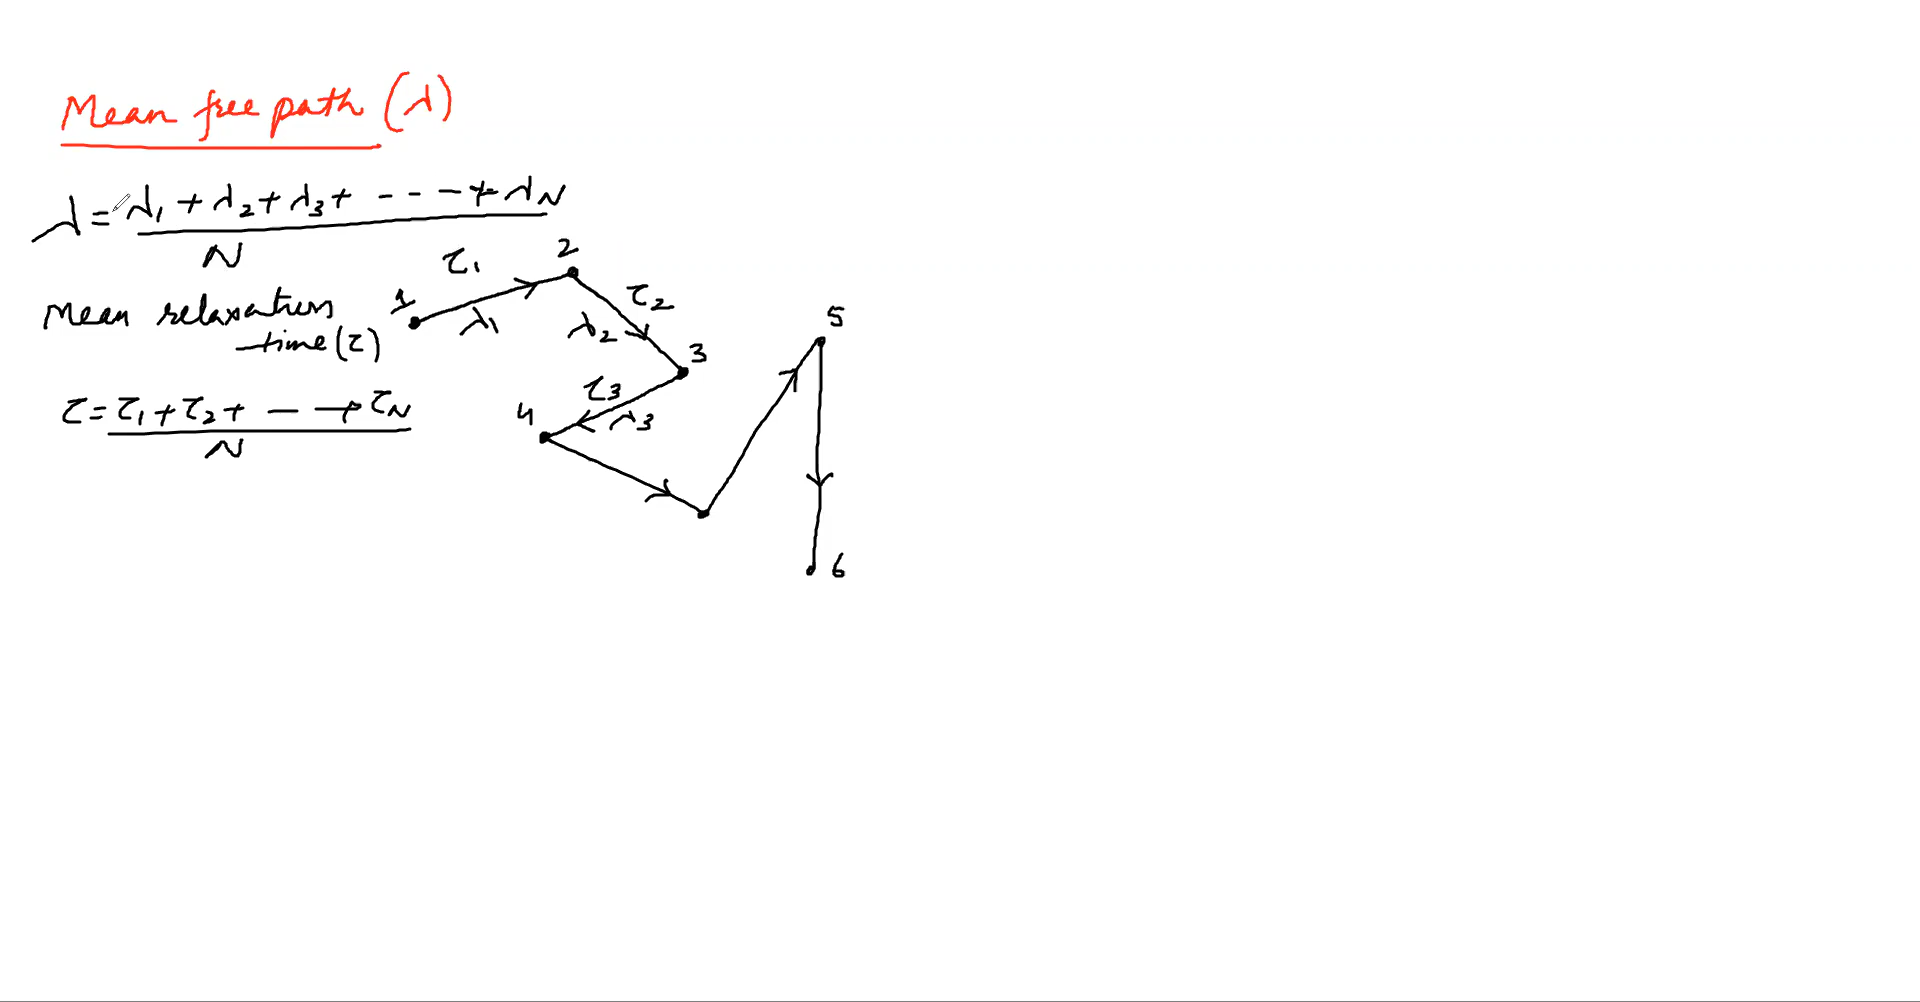 Mean free path (λ)
λ = λ1 + λ2 + λ3 + - - - + λN
N
Mean relaxation
time (τ)
τ = τ1 + τ2 + - - + τN
N
1
τ1
λ1
2
τ2
λ2
3
τ3
λ3
4
5
6